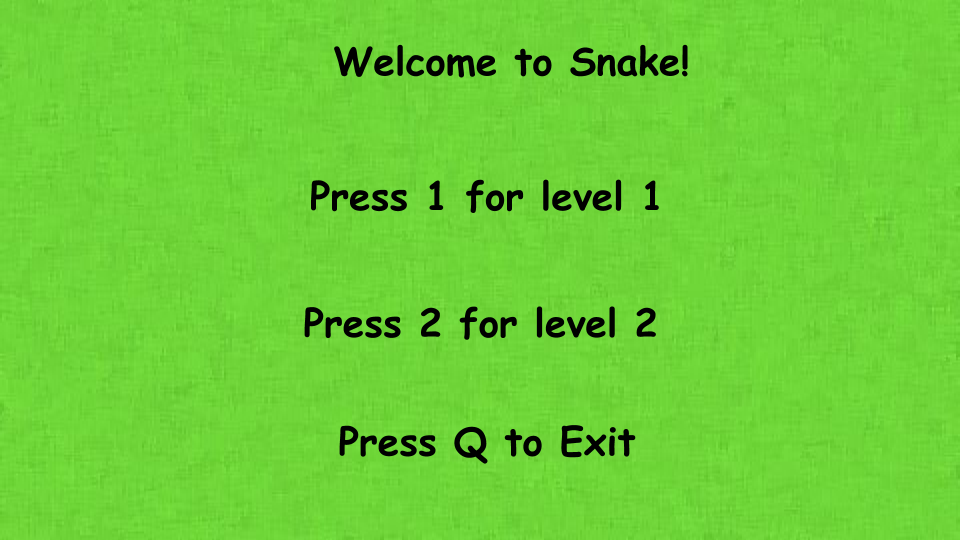 Welcome to Snake!
Press 1 for level 1
Press 2 for level 2
Press Q to Exit